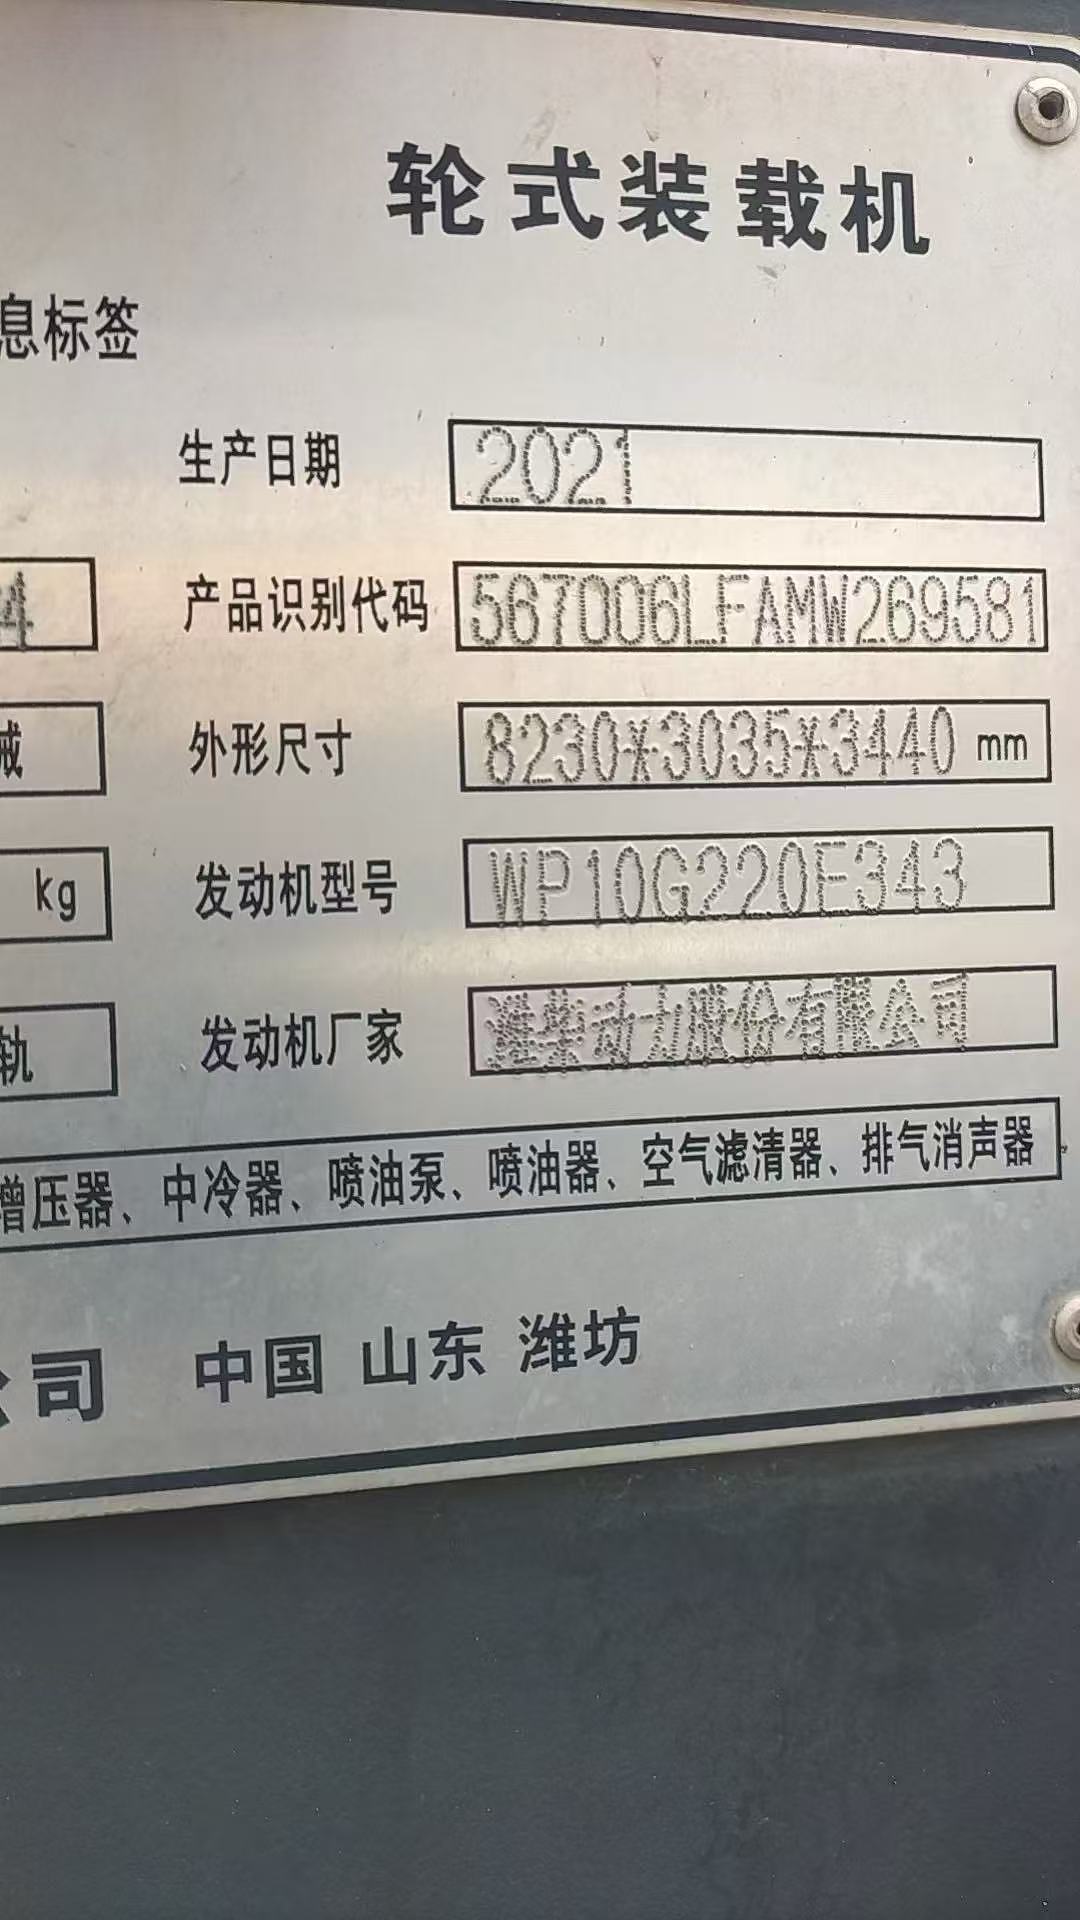 轮式装载机
息标签
生产日期 2021
4 产品识别代码 567006LFAMW269581
械 外形尺寸 8230*3035*3440 mm
kg 发动机型号 WP10G220E343
轨 发动机厂家 潍柴动力股份有限公司
增压器、中冷器、喷油泵、喷油器、空气滤清器、排气消声器
公司 中国 山东 潍坊